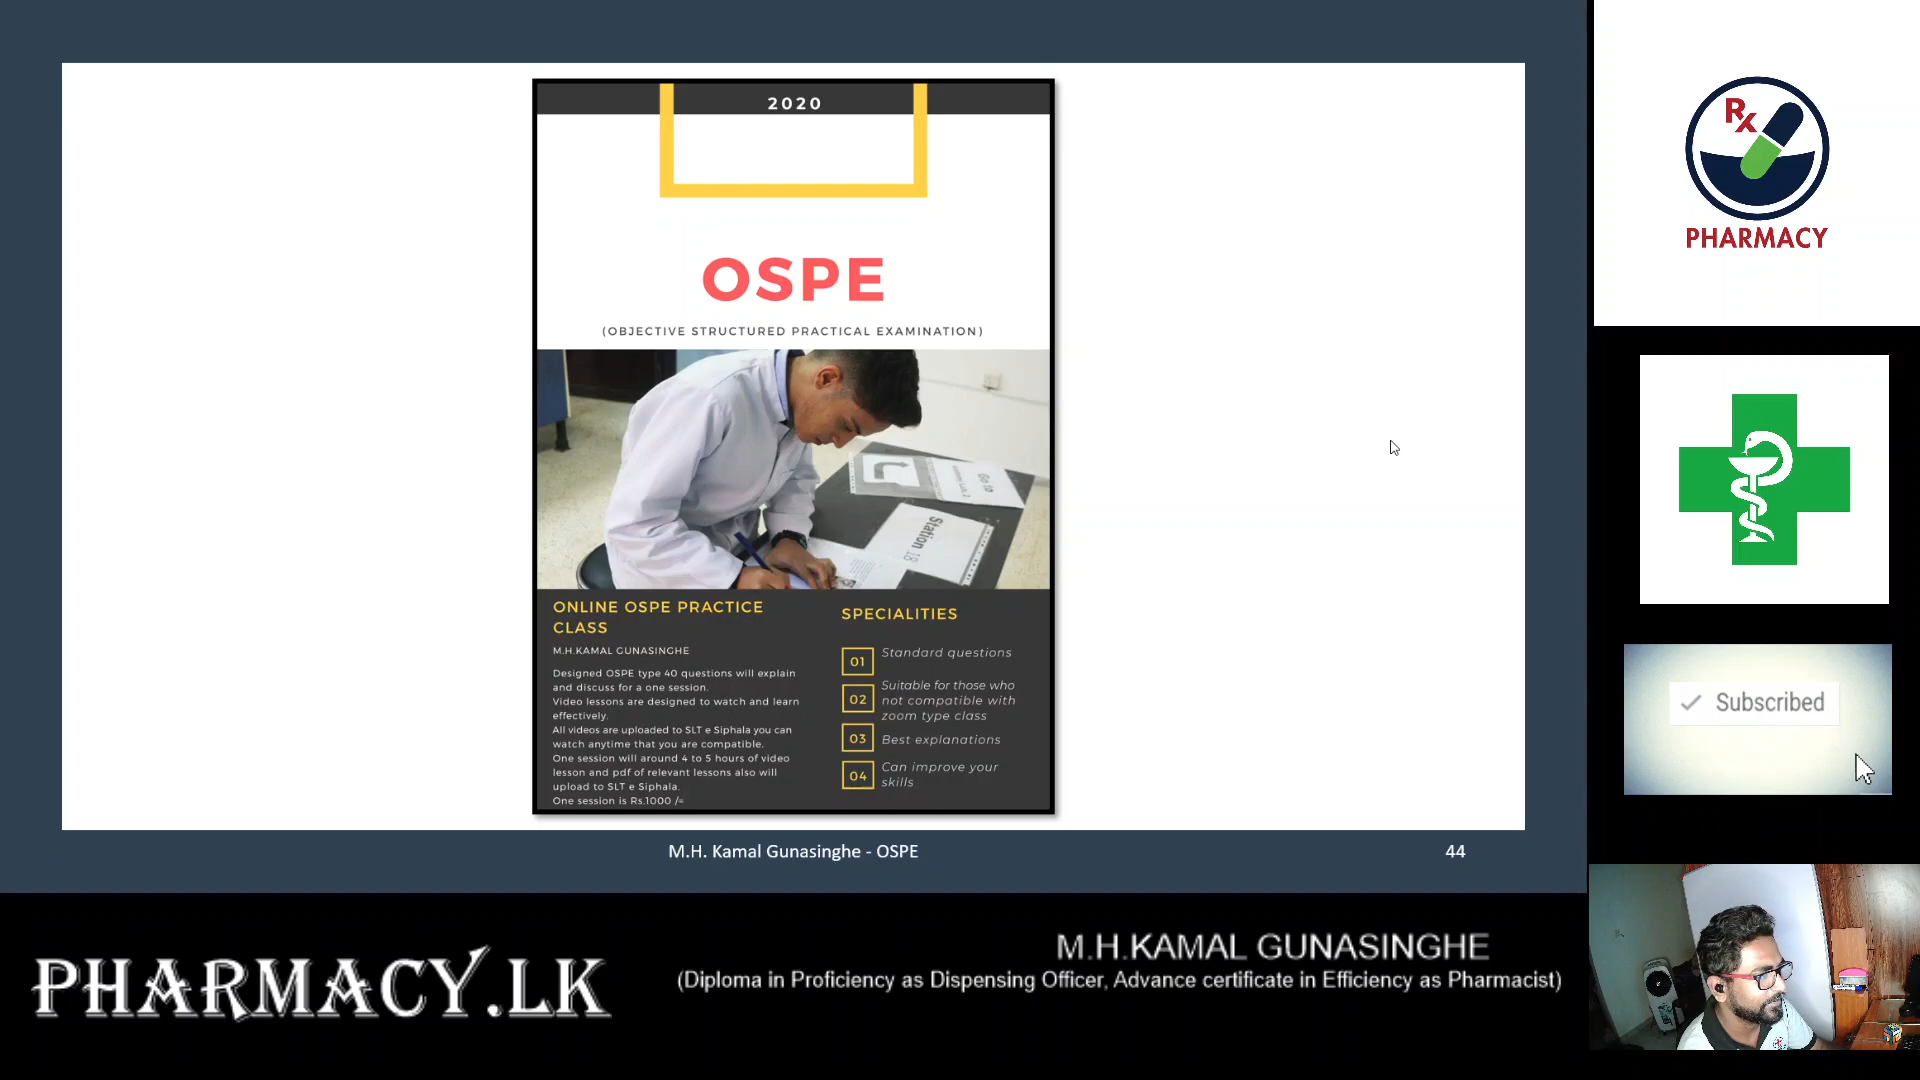 2020
OSPE
(OBJECTIVE STRUCTURED PRACTICAL EXAMINATION)
Go to
Station 18
ONLINE OSPE PRACTICE
CLASS
M.H.KAMAL GUNASINGHE
Designed OSPE type 40 questions will explain
and discuss for a one session.
Video lessons are designed to watch and learn
effectively.
All videos are uploaded to SLT e Siphala you can
watch anytime that you are compatible.
One session will around 4 to 5 hours of video
lesson and pdf of relevant lessons also will
upload to SLT e Siphala.
One session is Rs.1000 /=
SPECIALITIES
01 Standard questions
02 Suitable for those who
not compatible with
zoom type class
03 Best explanations
04 Can improve your
skills
M.H. Kamal Gunasinghe - OSPE
44
Rx
PHARMACY
Subscribed
PHARMACY.LK
M.H.KAMAL GUNASINGHE
(Diploma in Proficiency as Dispensing Officer, Advance certificate in Efficiency as Pharmacist)